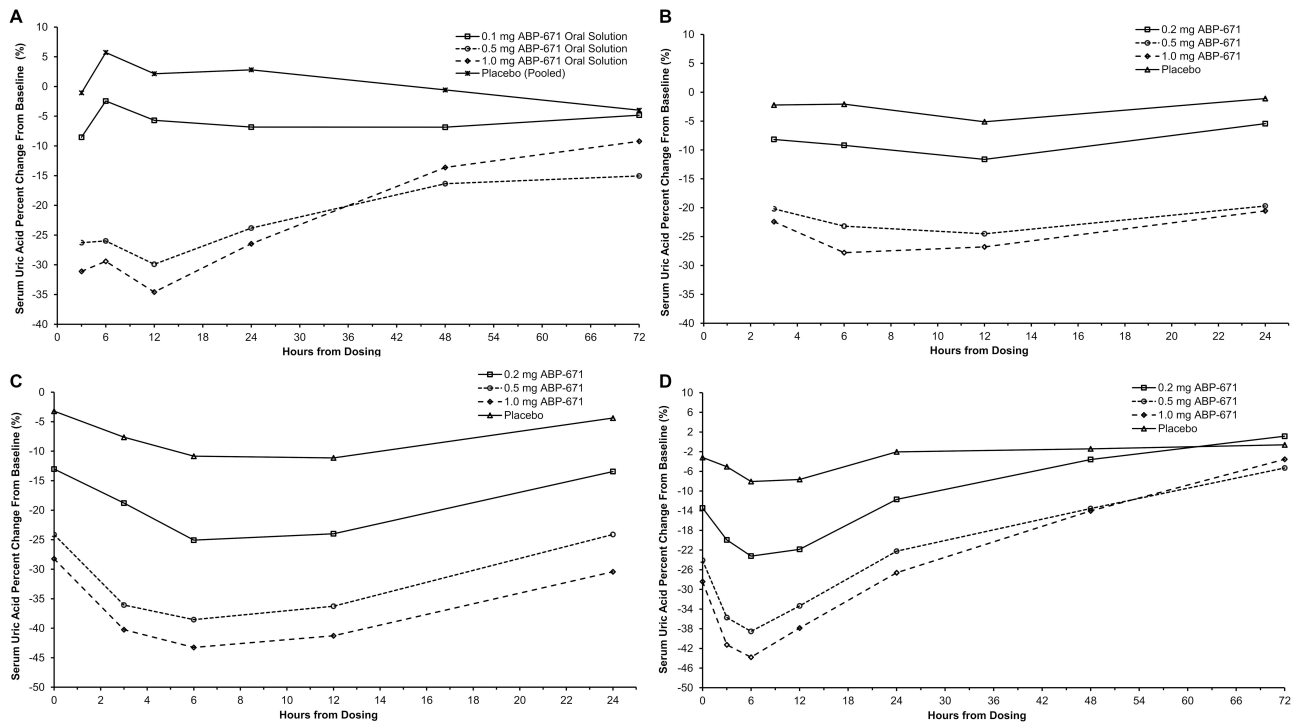 A
Serum Uric Acid Percent Change From Baseline (%)
10
5
0
-5
-10
-15
-20
-25
-30
-35
-40
0 6 12 18 24 30 36 42 48 54 60 66 72
Hours from Dosing
0.1 mg ABP-671 Oral Solution
0.5 mg ABP-671 Oral Solution
1.0 mg ABP-671 Oral Solution
Placebo (Pooled)
B
Serum Uric Acid Percent Change From Baseline (%)
10
5
0
-5
-10
-15
-20
-25
-30
-35
-40
0 2 4 6 8 10 12 14 16 18 20 22 24
Hours from Dosing
0.2 mg ABP-671
0.5 mg ABP-671
1.0 mg ABP-671
Placebo
C
Serum Uric Acid Percent Change From Baseline (%)
0
-5
-10
-15
-20
-25
-30
-35
-40
-45
-50
0 2 4 6 8 10 12 14 16 18 20 22 24
Hours from Dosing
0.2 mg ABP-671
0.5 mg ABP-671
1.0 mg ABP-671
Placebo
D
Serum Uric Acid Percent Change From Baseline (%)
10
6
2
-2
-6
-10
-14
-18
-22
-26
-30
-34
-38
-42
-46
-50
0 6 12 18 24 30 36 42 48 54 60 66 72
Hours from Dosing
0.2 mg ABP-671
0.5 mg ABP-671
1.0 mg ABP-671
Placebo